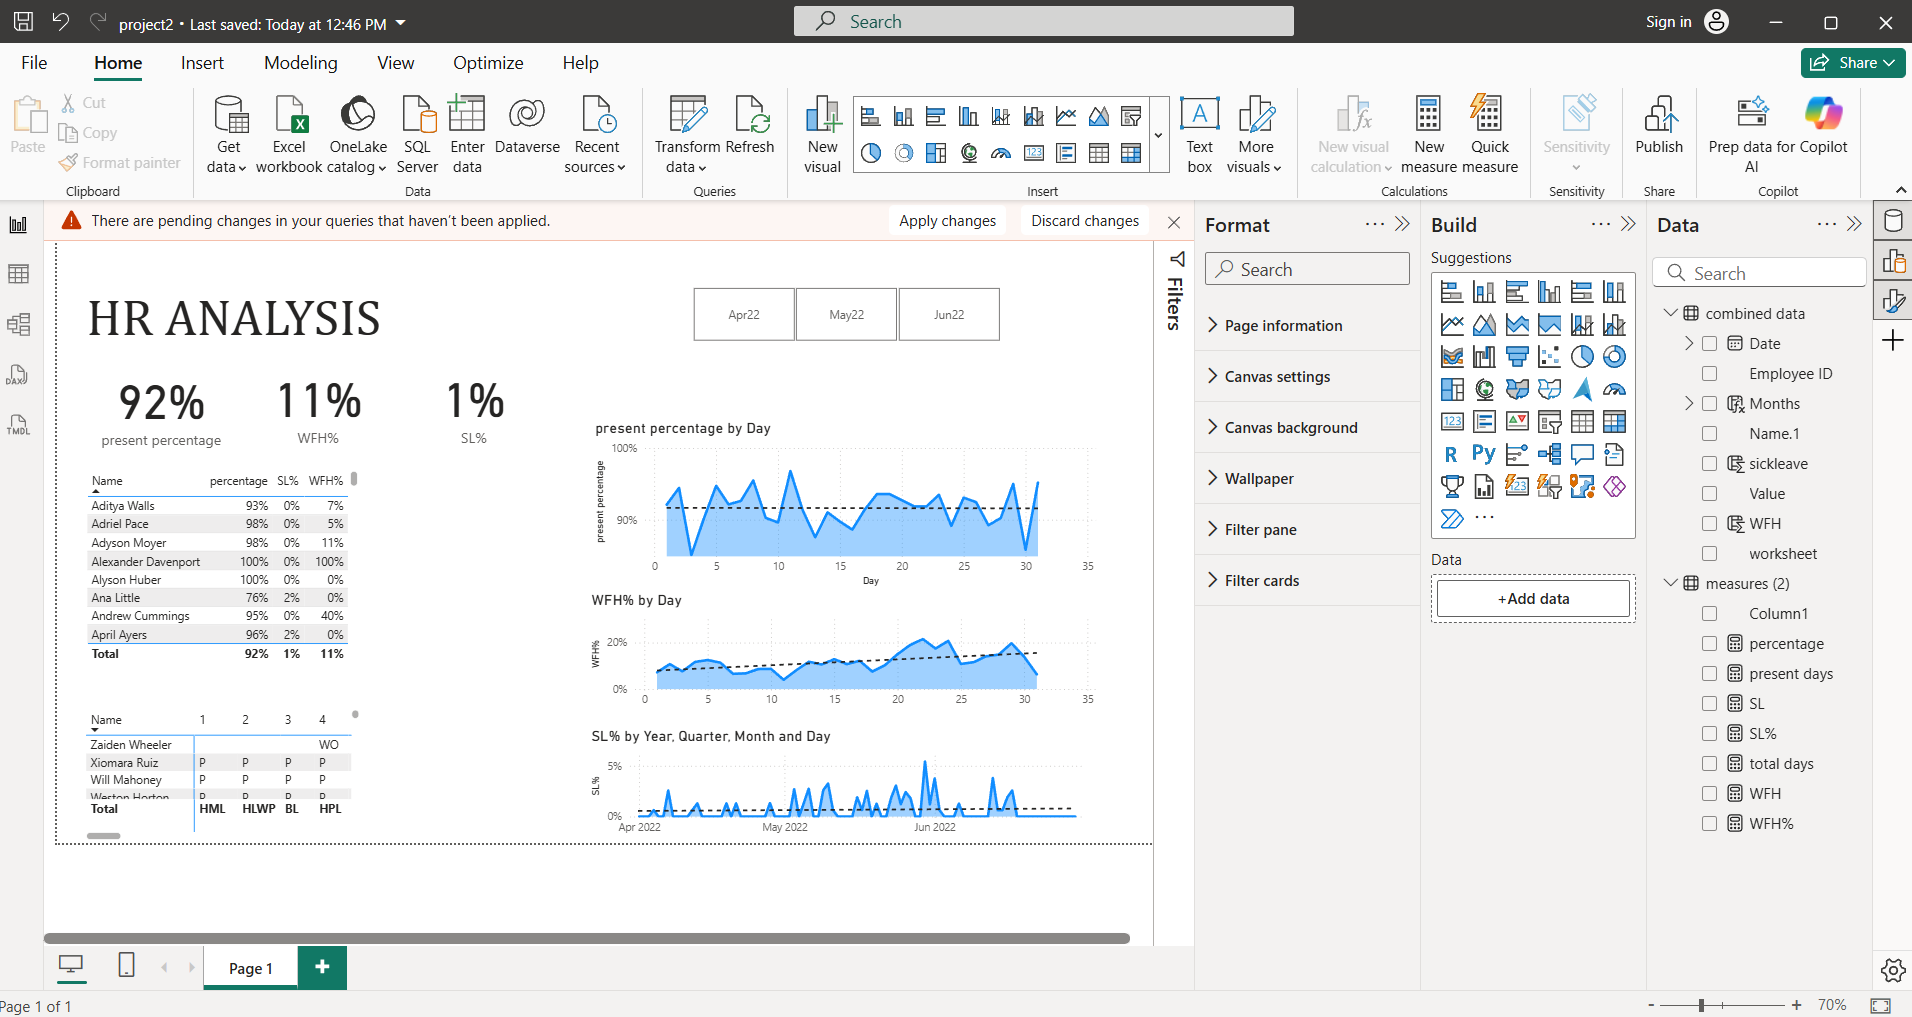 project2 • Last saved: Today at 12:46 PM
Search
Sign in
File Home Insert Modeling View Optimize Help
Share
Paste
Cut
Copy
Format painter
Clipboard
Get data
Excel workbook
OneLake catalog
SQL Server
Enter data
Dataverse
Recent sources
Data
Transform data
Refresh
Queries
New visual
Insert
Text box
More visuals
New visual calculation
New measure
Quick measure
Calculations
Sensitivity
Sensitivity
Publish
Share
Prep data for AI
Copilot
Copilot
There are pending changes in your queries that haven't been applied.
Apply changes
Discard changes
HR ANALYSIS
Apr22 May22 Jun22
92% 11% 1%
present percentage WFH% SL%
Name percentage SL% WFH%
Aditya Walls 93% 0% 7%
Adriel Pace 98% 0% 5%
Adyson Moyer 98% 0% 11%
Alexander Davenport 100% 0% 100%
Alyson Huber 100% 0% 0%
Ana Little 76% 2% 0%
Andrew Cummings 95% 0% 40%
April Ayers 96% 2% 0%
Total 92% 1% 11%
Name 1 2 3 4
Zaiden Wheeler WO
Xiomara Ruiz P P P P
Will Mahoney P P P P
Weston Horton P P P P
Total HML HLWP BL HPL
present percentage by Day
present percentage
100%
90%
0 5 10 15 20 25 30 35
Day
WFH% by Day
WFH%
20%
0%
0 5 10 15 20 25 30 35
SL% by Year, Quarter, Month and Day
SL%
5%
0%
Apr 2022 May 2022 Jun 2022
Filters
Format
Search
Page information
Canvas settings
Canvas background
Wallpaper
Filter pane
Filter cards
Build
Suggestions
R Py
Data
+Add data
Data
Search
combined data
Date
Employee ID
Months
Name.1
sickleave
Value
WFH
worksheet
measures (2)
Column1
percentage
present days
SL
SL%
total days
WFH
WFH%
Page 1
Page 1 of 1
- + 70%